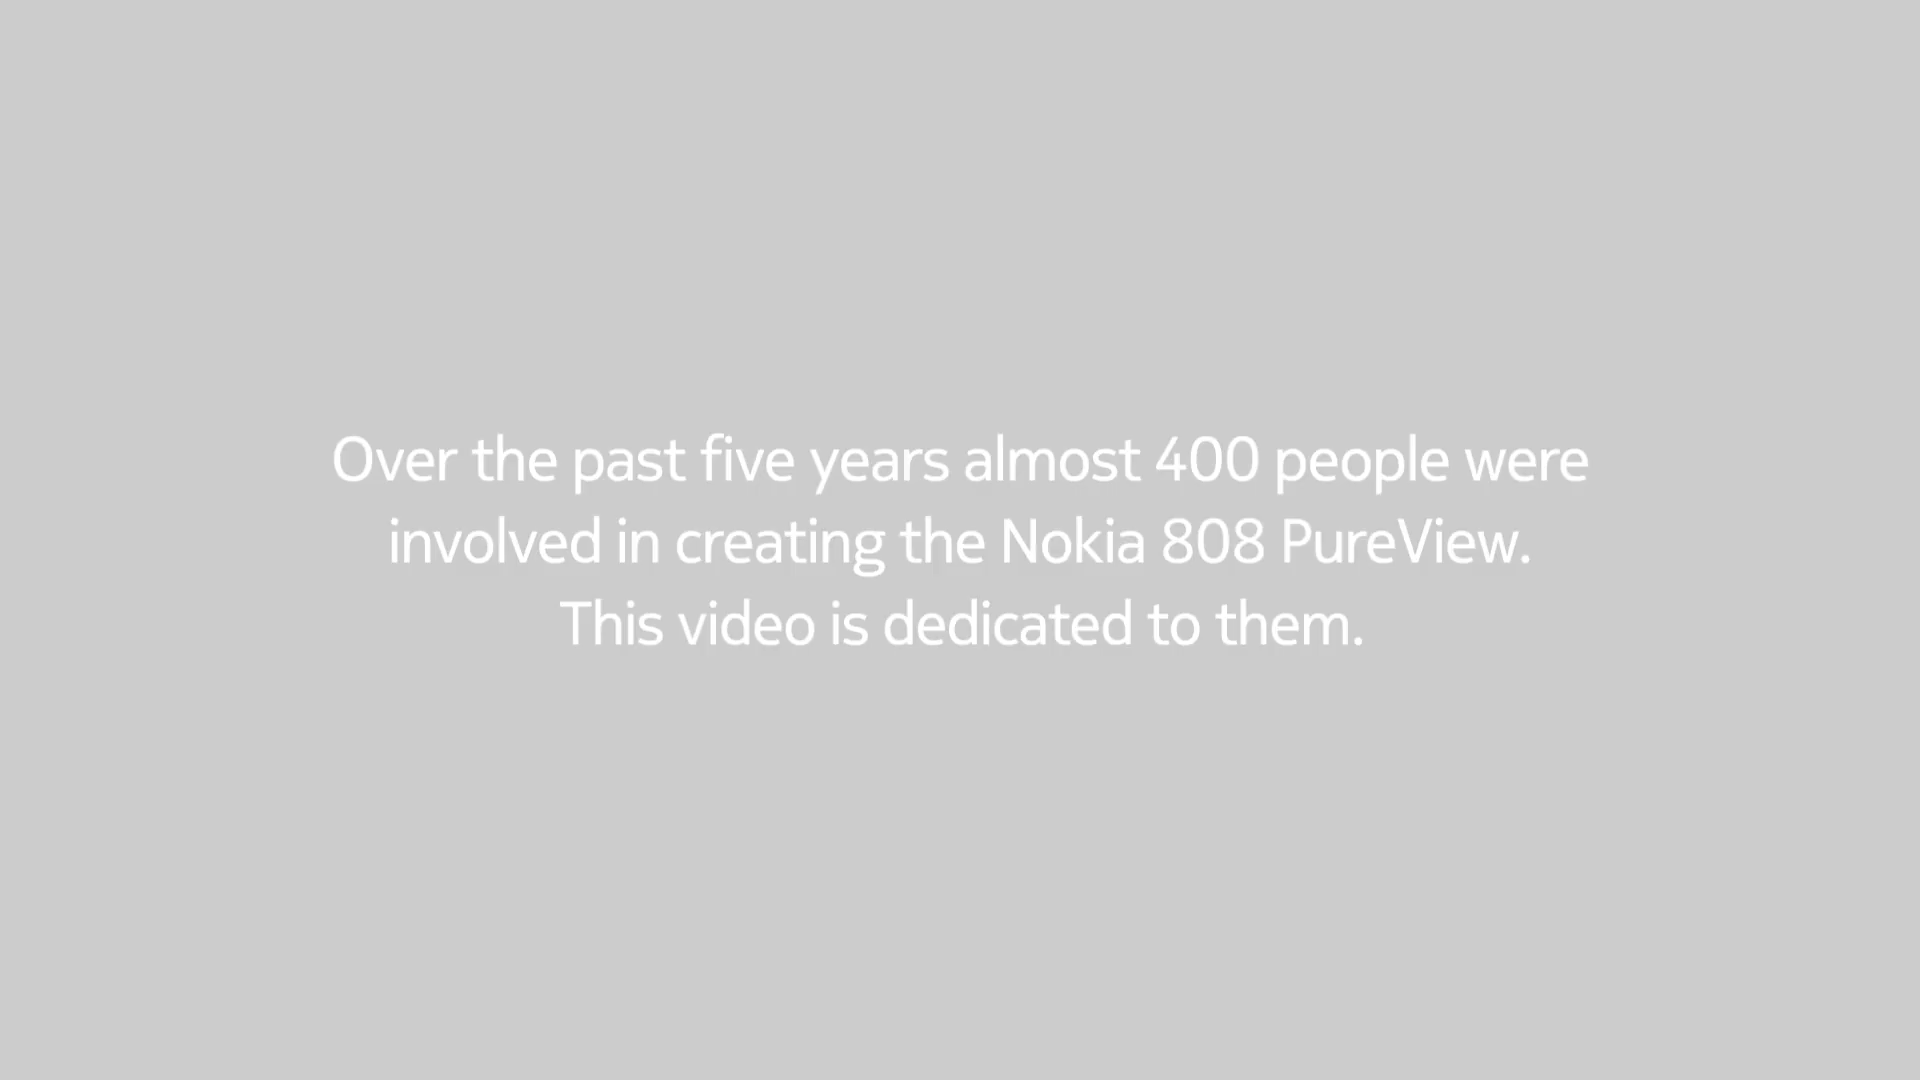 Over the past five years almost 400 people were
involved in creating the Nokia 808 PureView.
This video is dedicated to them.